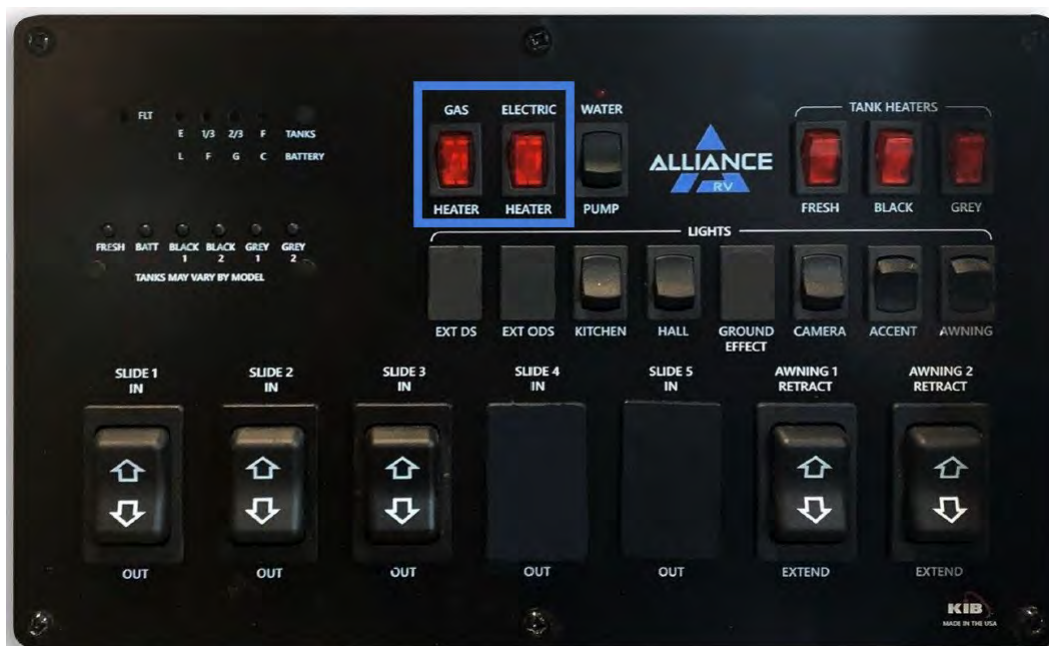 GAS ELECTRIC WATER
TANK HEATERS
FLT
E 1/3 2/3 F TANKS
L F G C BATTERY
ALLIANCE
RV
HEATER HEATER PUMP
FRESH BLACK GREY
LIGHTS
FRESH BATT BLACK 1 BLACK 2 GREY 1 GREY 2
TANKS MAY VARY BY MODEL
EXT DS EXT ODS KITCHEN HALL GROUND EFFECT CAMERA ACCENT AWNING
SLIDE 1 IN SLIDE 2 IN SLIDE 3 IN SLIDE 4 IN SLIDE 5 IN AWNING 1 RETRACT AWNING 2 RETRACT
OUT OUT OUT OUT OUT EXTEND EXTEND
KIB
MADE IN THE USA